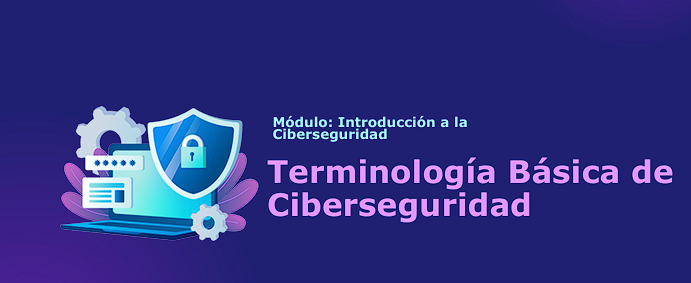 Módulo: Introducción a la
Ciberseguridad
Terminología Básica de
Ciberseguridad